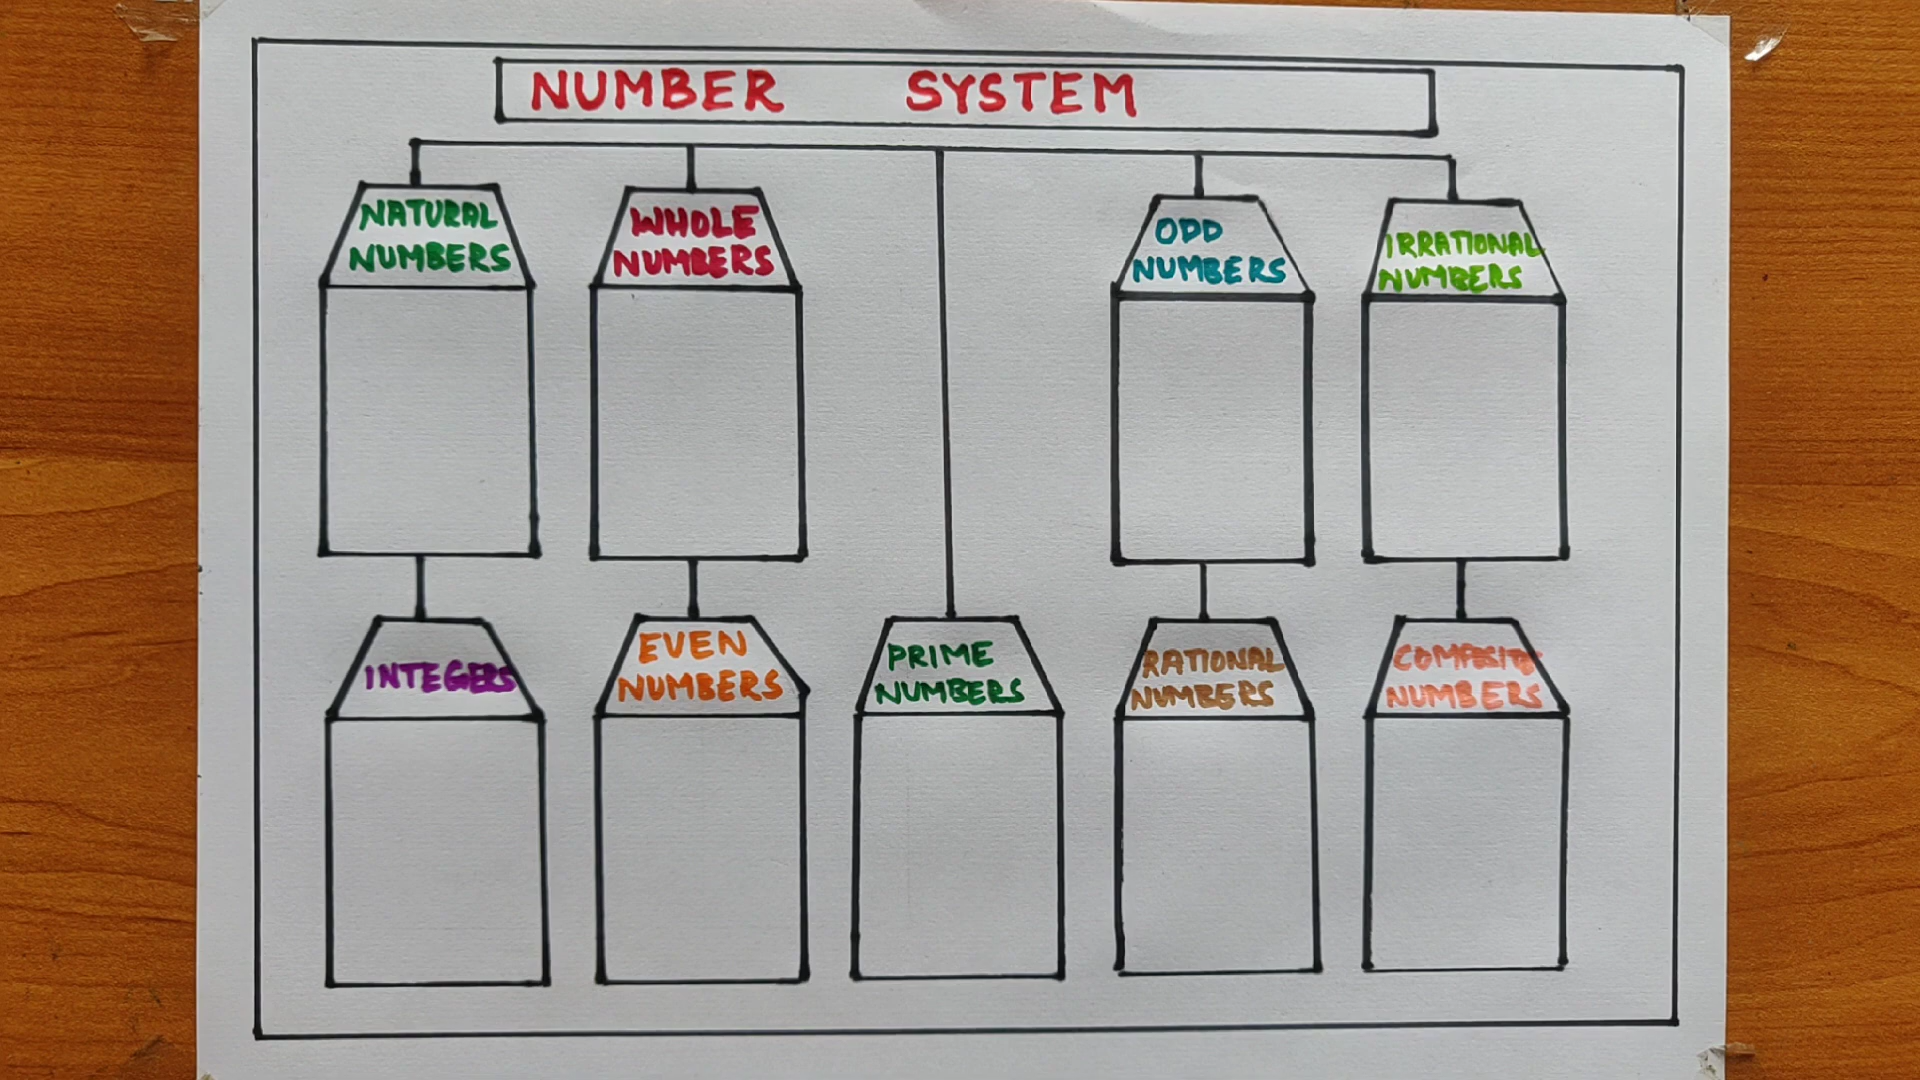 NUMBER SYSTEM
NATURAL
NUMBERS
WHOLE
NUMBERS
ODD
NUMBERS
IRRATIONAL
NUMBERS
INTEGERS
EVEN
NUMBERS
PRIME
NUMBERS
RATIONAL
NUMBERS
COMPOSITE
NUMBERS